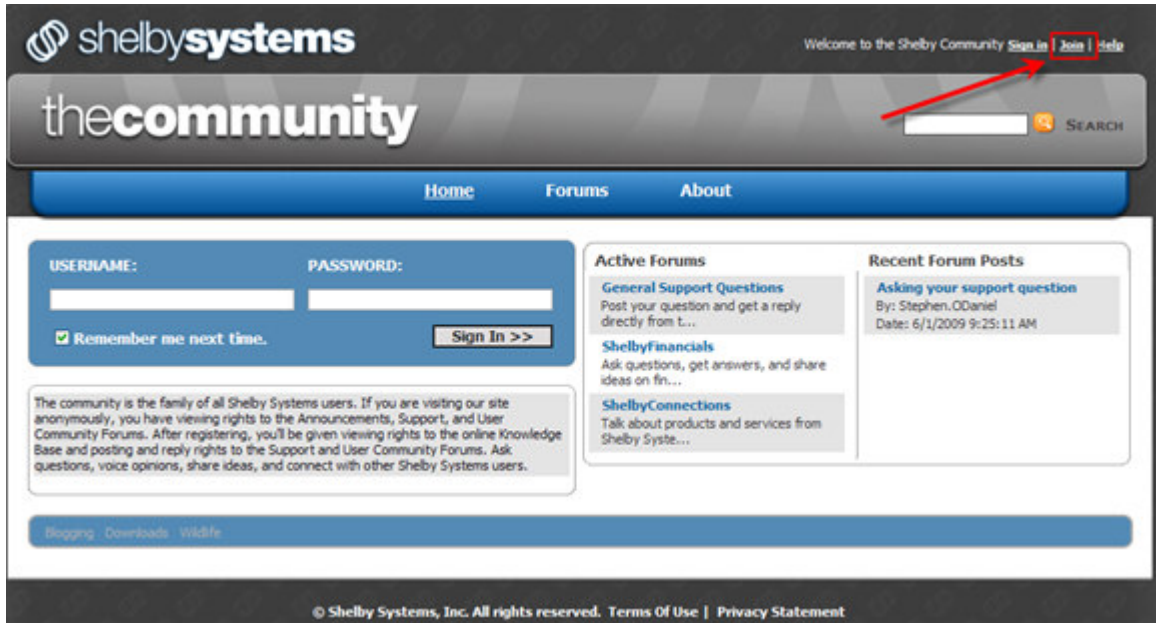 shelbysystems
Welcome to the Shelby Community Sign in | Join | Help
thecommunity
SEARCH
Home Forums About
USERNAME: PASSWORD:
Remember me next time. Sign In >>
The community is the family of all Shelby Systems users. If you are visiting our site
anonymously, you have viewing rights to the Announcements, Support, and User
Community Forums. After registering, you'll be given viewing rights to the online Knowledge
Base and posting and reply rights to the Support and User Community Forums. Ask
questions, voice opinions, share ideas, and connect with other Shelby Systems users.
Active Forums
General Support Questions
Post your question and get a reply
directly from t...
ShelbyFinancials
Ask questions, get answers, and share
ideas on fin...
ShelbyConnections
Talk about products and services from
Shelby Syste...
Recent Forum Posts
Asking your support question
By: Stephen.ODaniel
Date: 6/1/2009 9:25:11 AM
Blogging Downloads Wildlife
© Shelby Systems, Inc. All rights reserved. Terms Of Use | Privacy Statement